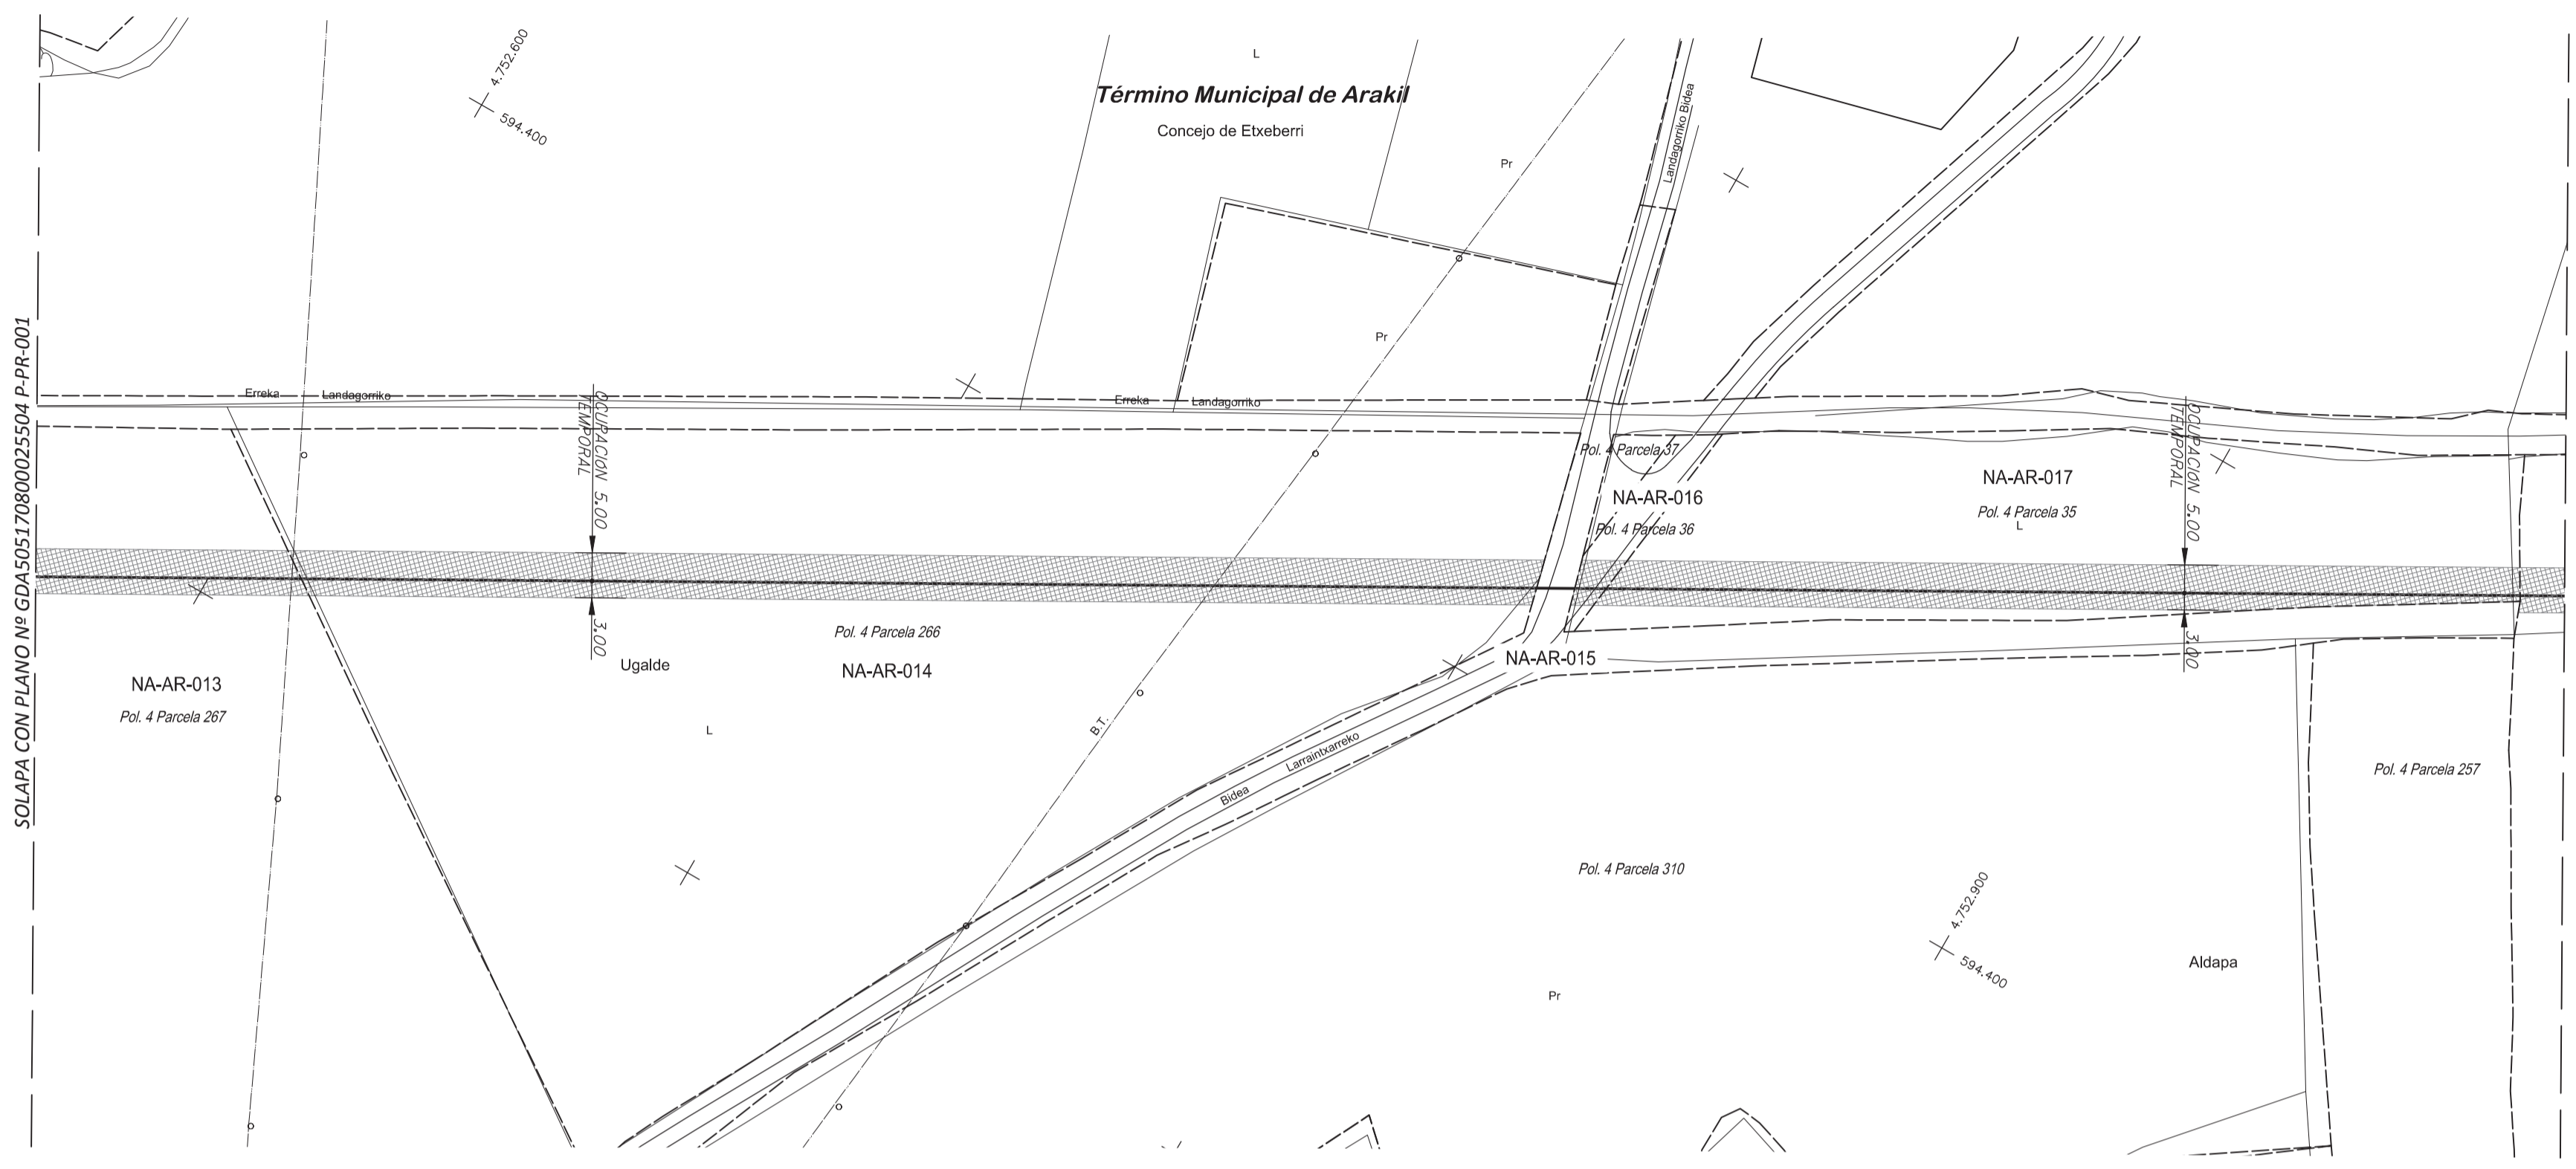 4.752.600
594.400
L
Término Municipal de Arakil
Concejo de Etxeberri
Pr
Landagorriko Bidea
Pr
SOLAPA CON PLANO Nº GDA5051708000025504 P-PR-001
Erreka Landagorriko
Erreka Landagorriko
OCUPACIÓN
TEMPORAL
5.00
3.00
OCUPACIÓN
TEMPORAL
5.00
3.00
Pol. 4 Parcela 37
NA-AR-016
Pol. 4 Parcela 36
NA-AR-017
Pol. 4 Parcela 35
L
Pol. 4 Parcela 266
Ugalde
NA-AR-014
NA-AR-015
NA-AR-013
Pol. 4 Parcela 267
L
B.T.
Larraintxarreko
Bidea
Pol. 4 Parcela 257
Pol. 4 Parcela 310
4.752.900
594.400
Aldapa
Pr